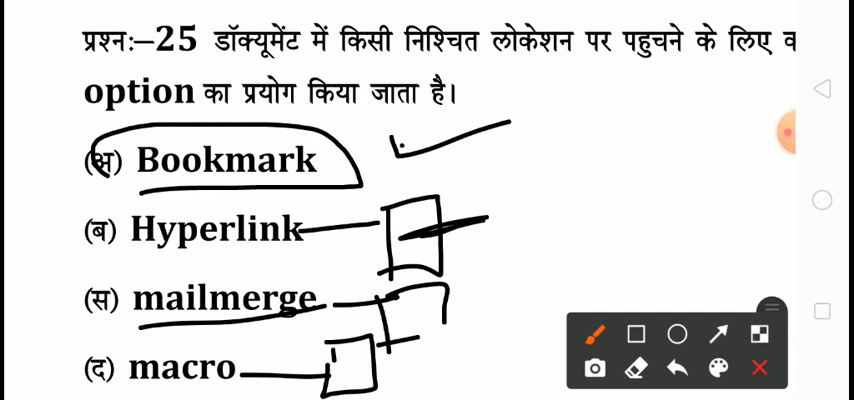 प्रश्नः–25 डॉक्यूमेंट में किसी निश्चित लोकेशन पर पहुचने के लिए
option का प्रयोग किया जाता है।
(अ) Bookmark
(ब) Hyperlink
(स) mailmerge
(द) macro